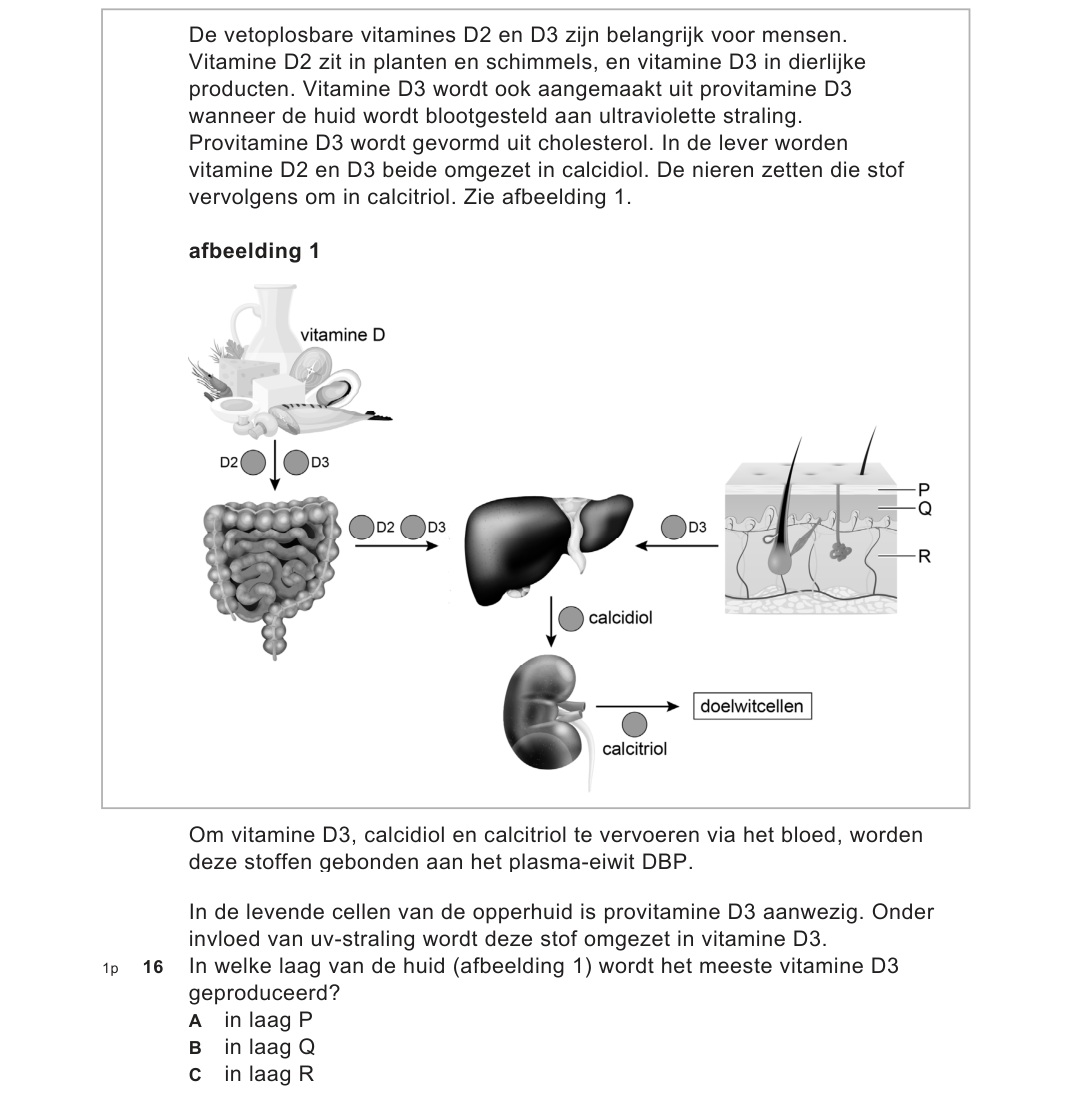 De vetoplosbare vitamines D2 en D3 zijn belangrijk voor mensen.
Vitamine D2 zit in planten en schimmels, en vitamine D3 in dierlijke
producten. Vitamine D3 wordt ook aangemaakt uit provitamine D3
wanneer de huid wordt blootgesteld aan ultraviolette straling.
Provitamine D3 wordt gevormd uit cholesterol. In de lever worden
vitamine D2 en D3 beide omgezet in calcidiol. De nieren zetten die stof
vervolgens om in calcitriol. Zie afbeelding 1.
afbeelding 1
vitamine D
D2 D3
P
Q
D2 D3
D3
R
calcidiol
doelwitcellen
calcitriol
Om vitamine D3, calcidiol en calcitriol te vervoeren via het bloed, worden
deze stoffen gebonden aan het plasma-eiwit DBP.
In de levende cellen van de opperhuid is provitamine D3 aanwezig. Onder
invloed van uv-straling wordt deze stof omgezet in vitamine D3.
1p 16 In welke laag van de huid (afbeelding 1) wordt het meeste vitamine D3
geproduceerd?
A in laag P
B in laag Q
C in laag R